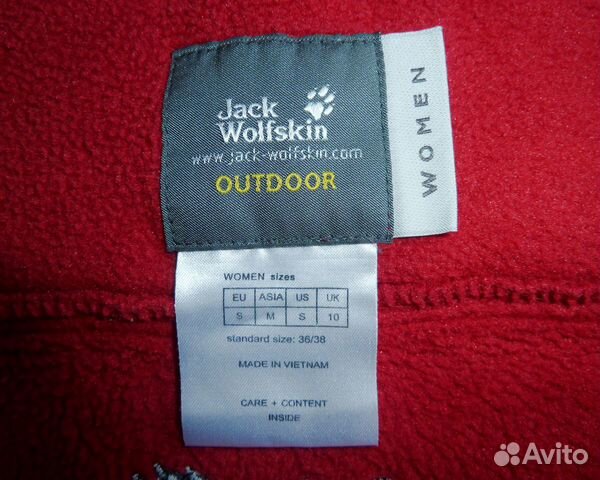 Jack
Wolfskin
www.jack-wolfskin.com
OUTDOOR
WOMEN
WOMEN sizes
EU ASIA US UK
S M S 10
standard size: 36/38
MADE IN VIETNAM
CARE + CONTENT
INSIDE
Avito